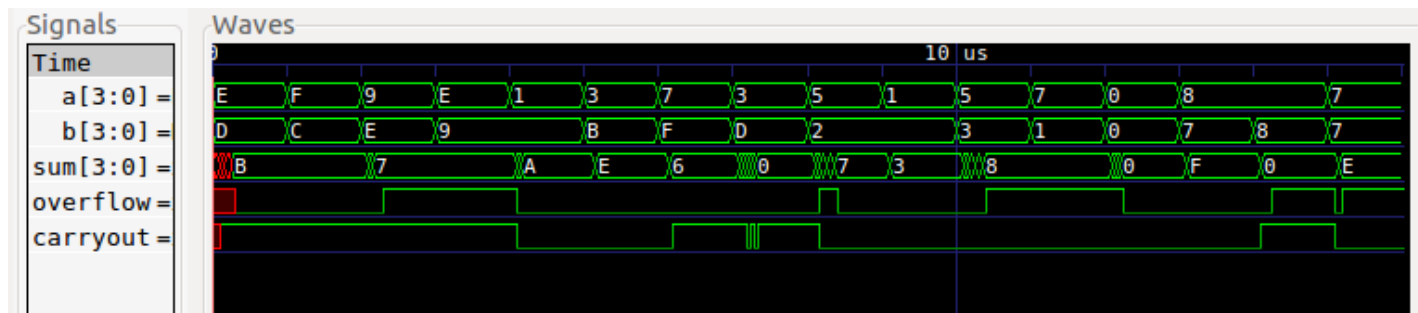 Signals
Waves
Time
0
10 us
a[3:0] =
E F 9 E 1 3 7 3 5 1 5 7 0 8 7
b[3:0] =
D C E 9 B F D 2 3 1 0 7 8 7
sum[3:0] =
B 7 A E 6 0 7 3 8 0 F 0 E
overflow =
carryout =